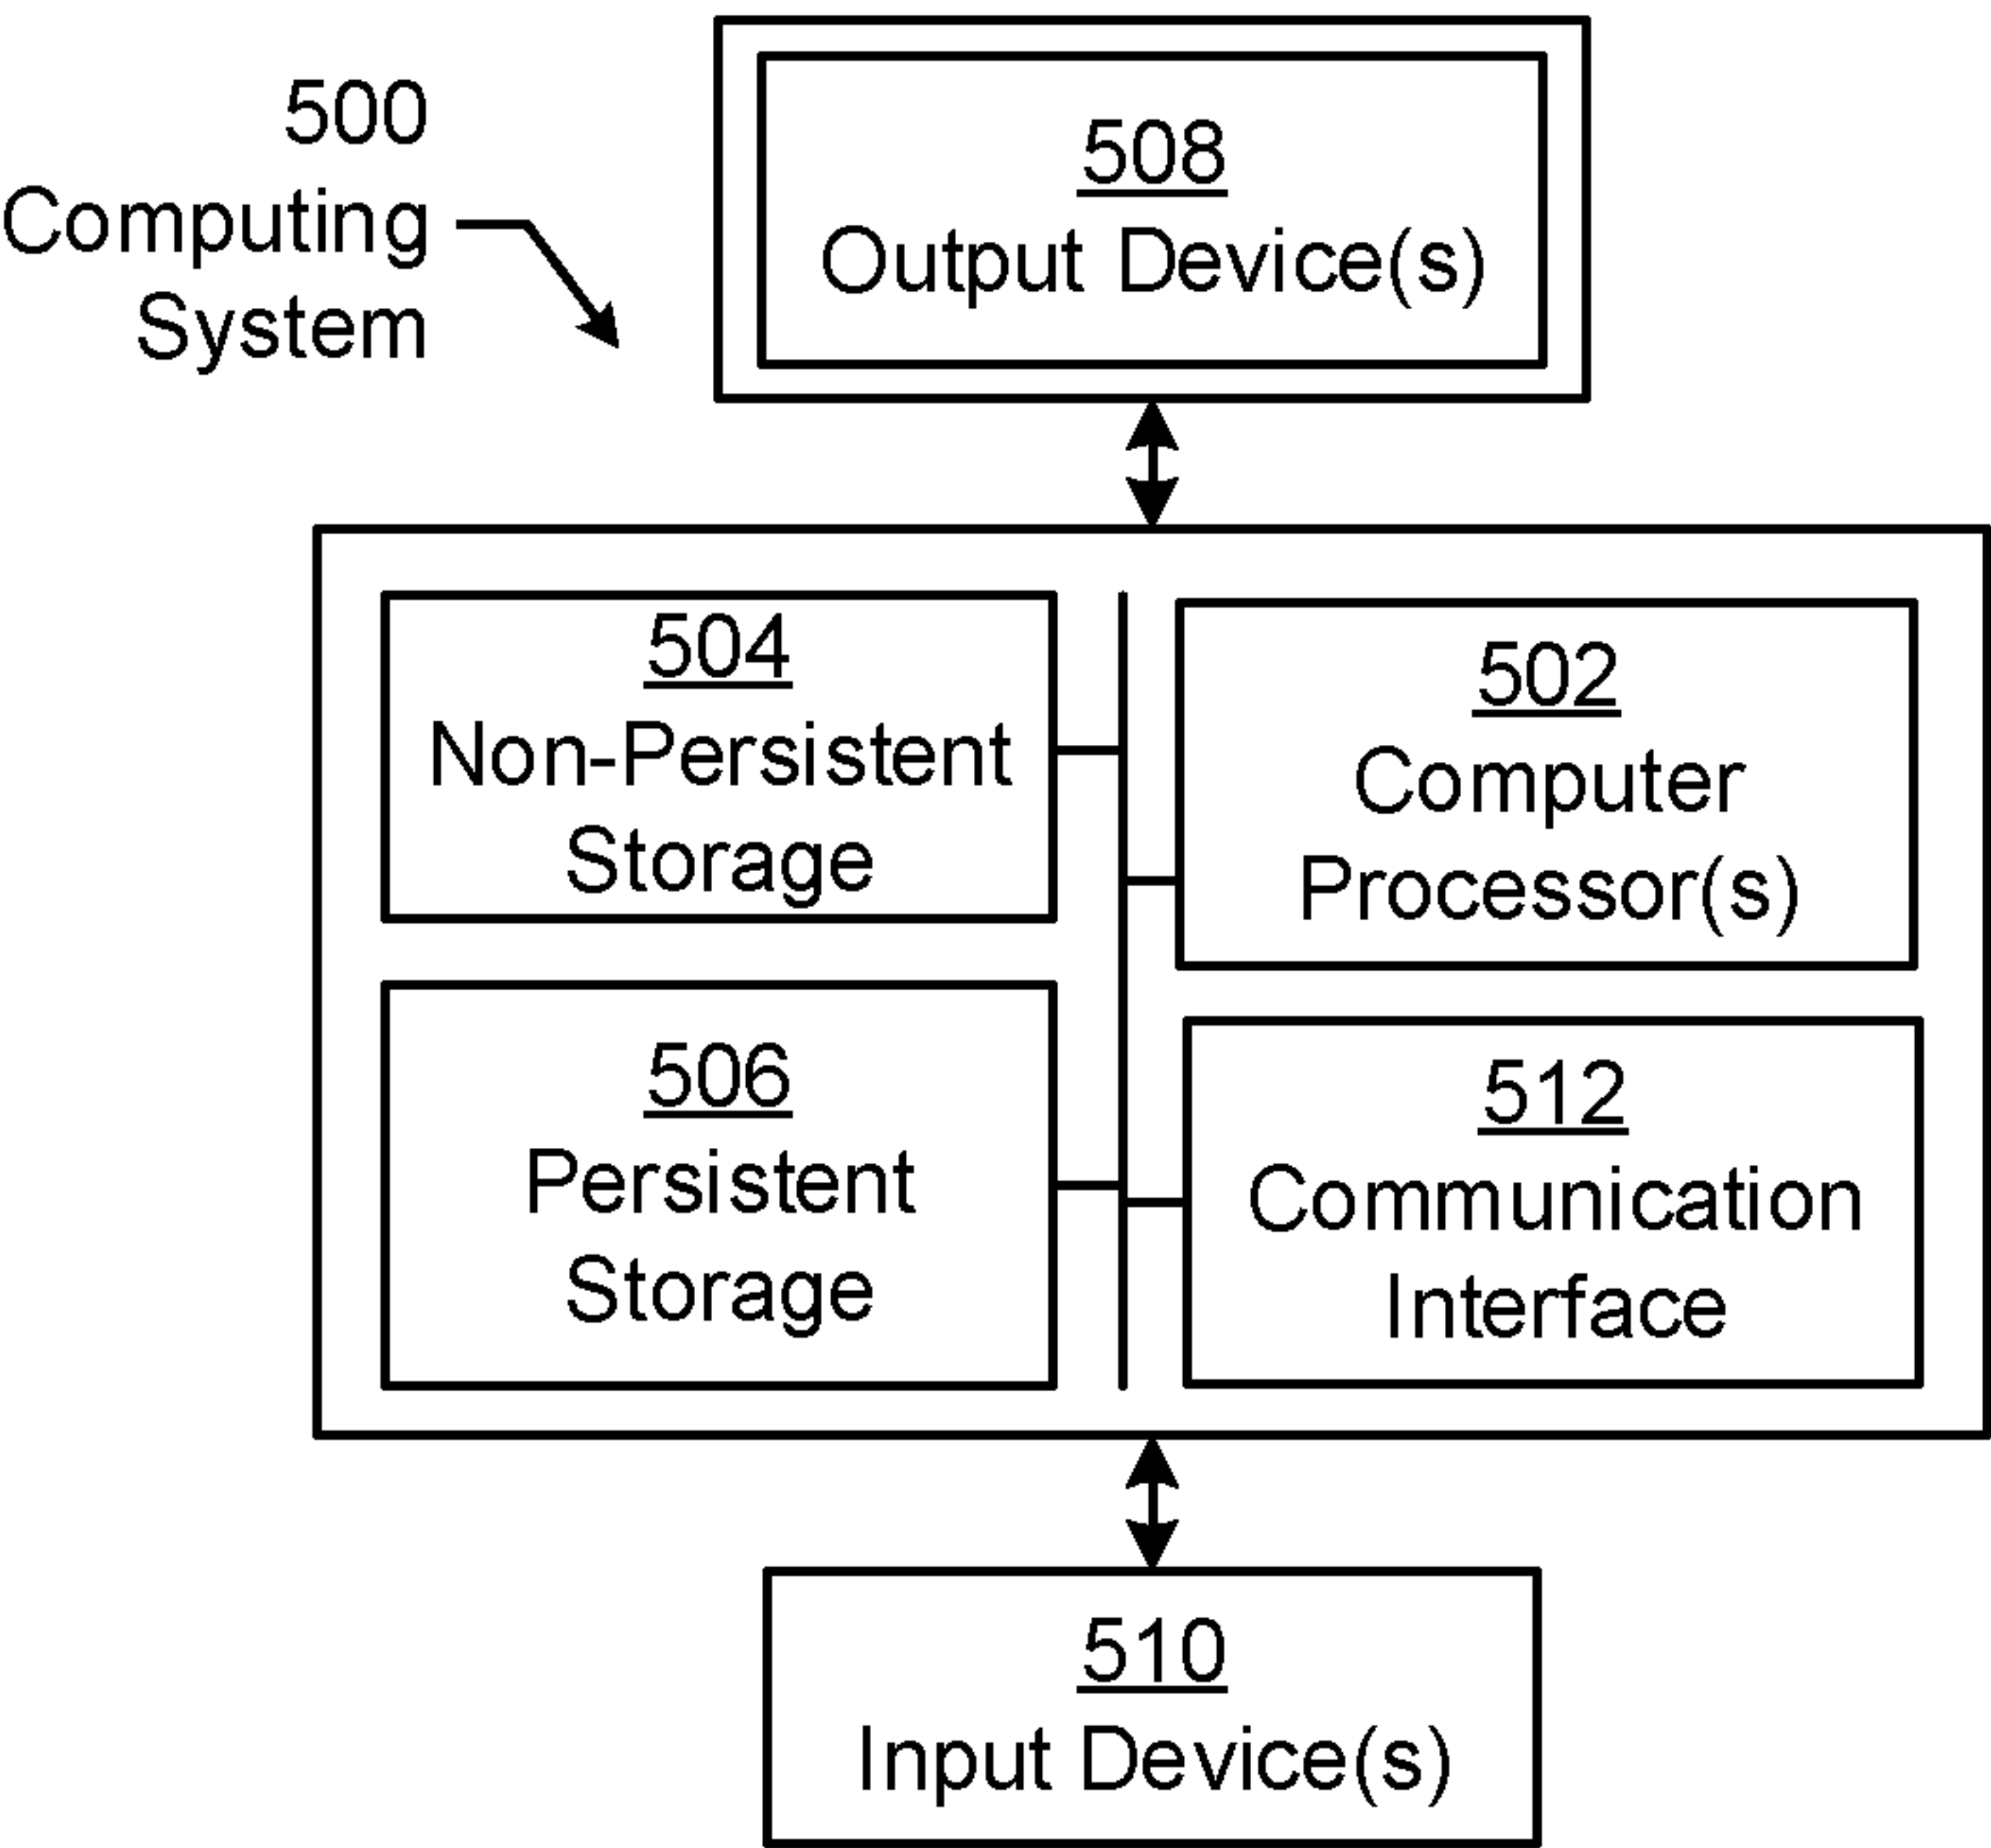 500
Computing
System
508
Output Device(s)
504
Non-Persistent
Storage
502
Computer
Processor(s)
506
Persistent
Storage
512
Communication
Interface
510
Input Device(s)